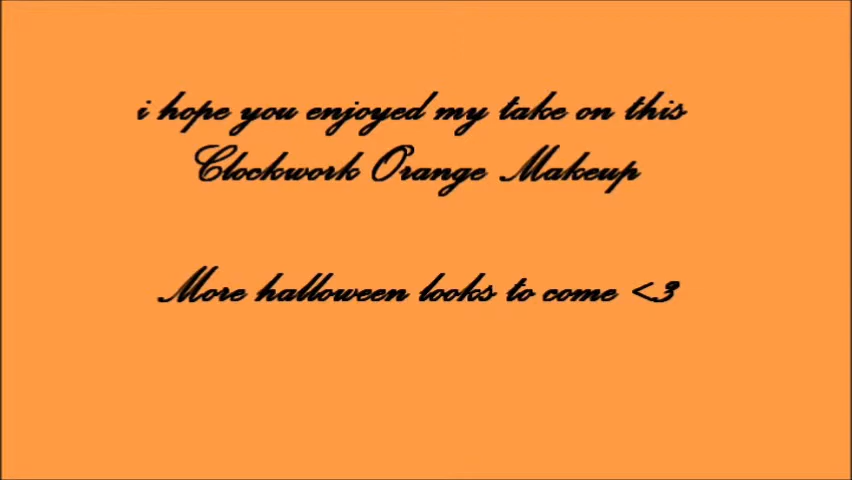 i hope you enjoyed my take on this
Clockwork Orange Makeup
More halloween looks to come <3